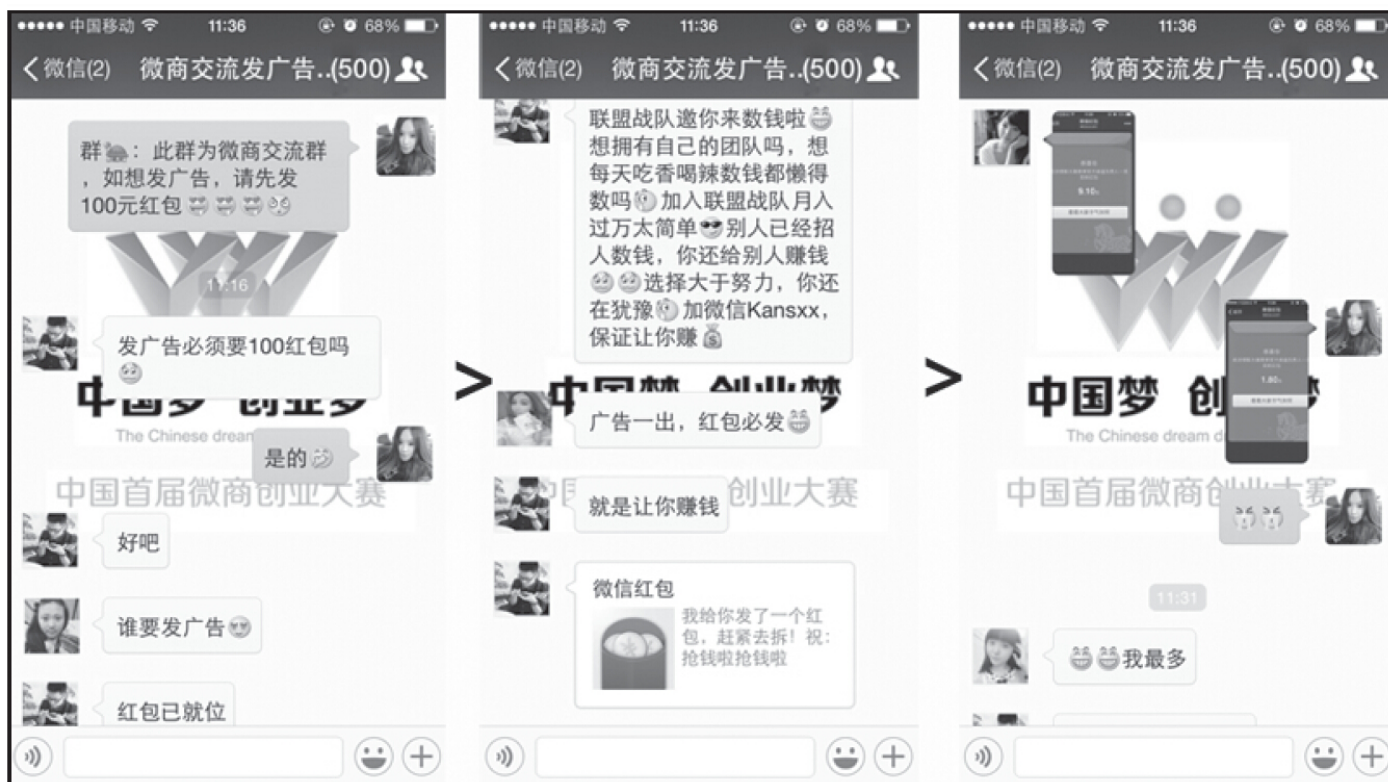 中国移动 11:36 68%
微信(2) 微商交流发广告..(500)
群：此群为微商交流群
，如想发广告，请先发
100元红包
11:16
发广告必须要100红包吗
中国梦 创业梦
The Chinese dream
是的
中国首届微商创业大赛
好吧
谁要发广告
红包已就位
>
中国移动 11:36 68%
微信(2) 微商交流发广告..(500)
联盟战队邀你来数钱啦
想拥有自己的团队吗，想
每天吃香喝辣数钱都懒得
数吗加入联盟战队月入
过万太简单别人已经招
人数钱，你还给别人赚钱
选择大于努力，你还
在犹豫加微信Kansxx，
保证让你赚
中国梦 创业梦
广告一出，红包必发
就是让你赚钱
创业大赛
微信红包
我给你发了一个红
包，赶紧去拆！祝：
抢钱啦抢钱啦
>
中国移动 11:36 68%
微信(2) 微商交流发广告..(500)
9.10
1.80
中国梦 创 梦
The Chinese dream d
中国首届微商创业大赛
11:31
我最多